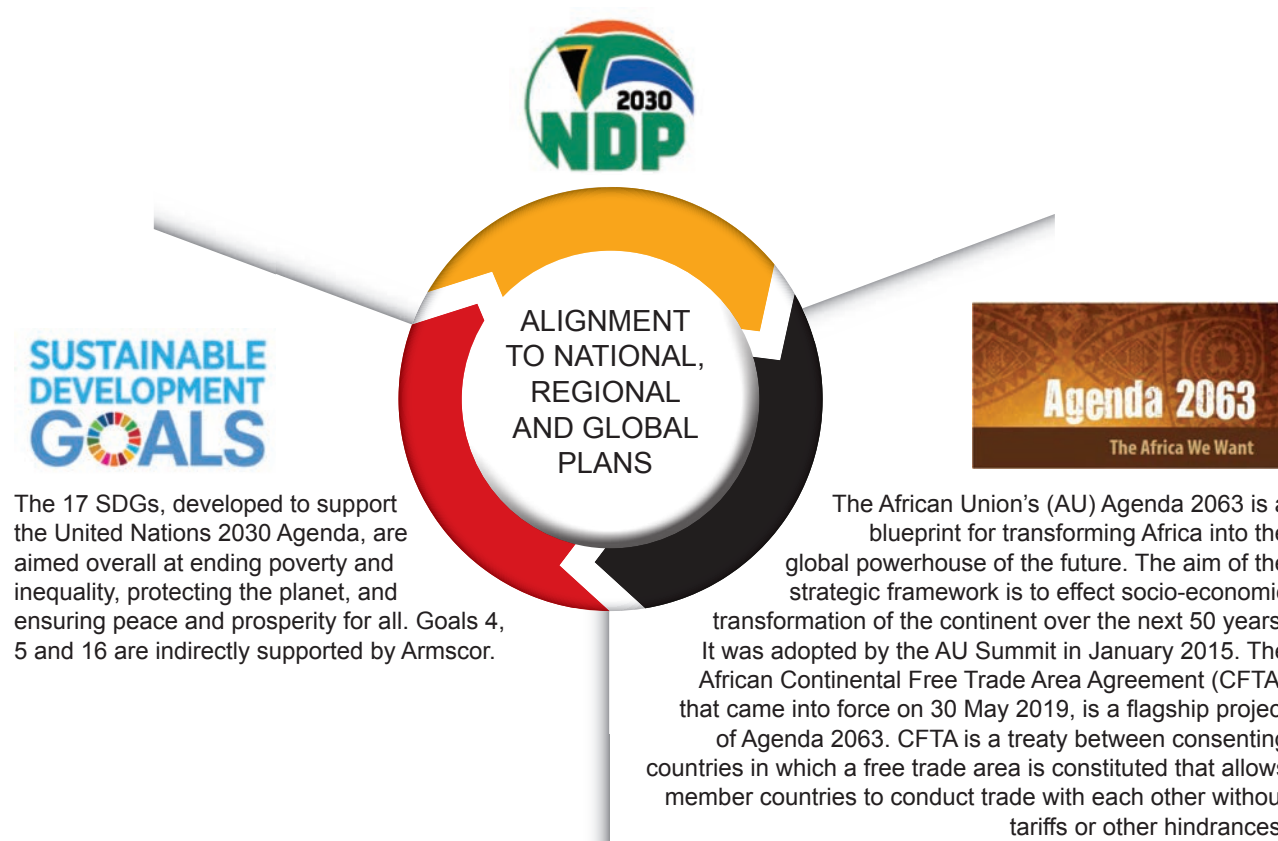 2030
NDP
ALIGNMENT
TO NATIONAL,
REGIONAL
AND GLOBAL
PLANS
SUSTAINABLE
DEVELOPMENT
GOALS
The 17 SDGs, developed to support
the United Nations 2030 Agenda, are
aimed overall at ending poverty and
inequality, protecting the planet, and
ensuring peace and prosperity for all. Goals 4,
5 and 16 are indirectly supported by Armscor.
Agenda 2063
The Africa We Want
The African Union’s (AU) Agenda 2063 is a
blueprint for transforming Africa into the
global powerhouse of the future. The aim of the
strategic framework is to effect socio-economic
transformation of the continent over the next 50 years
It was adopted by the AU Summit in January 2015. The
African Continental Free Trade Area Agreement (CFTA
that came into force on 30 May 2019, is a flagship projec
of Agenda 2063. CFTA is a treaty between consenting
countries in which a free trade area is constituted that allows
member countries to conduct trade with each other withou
tariffs or other hindrances